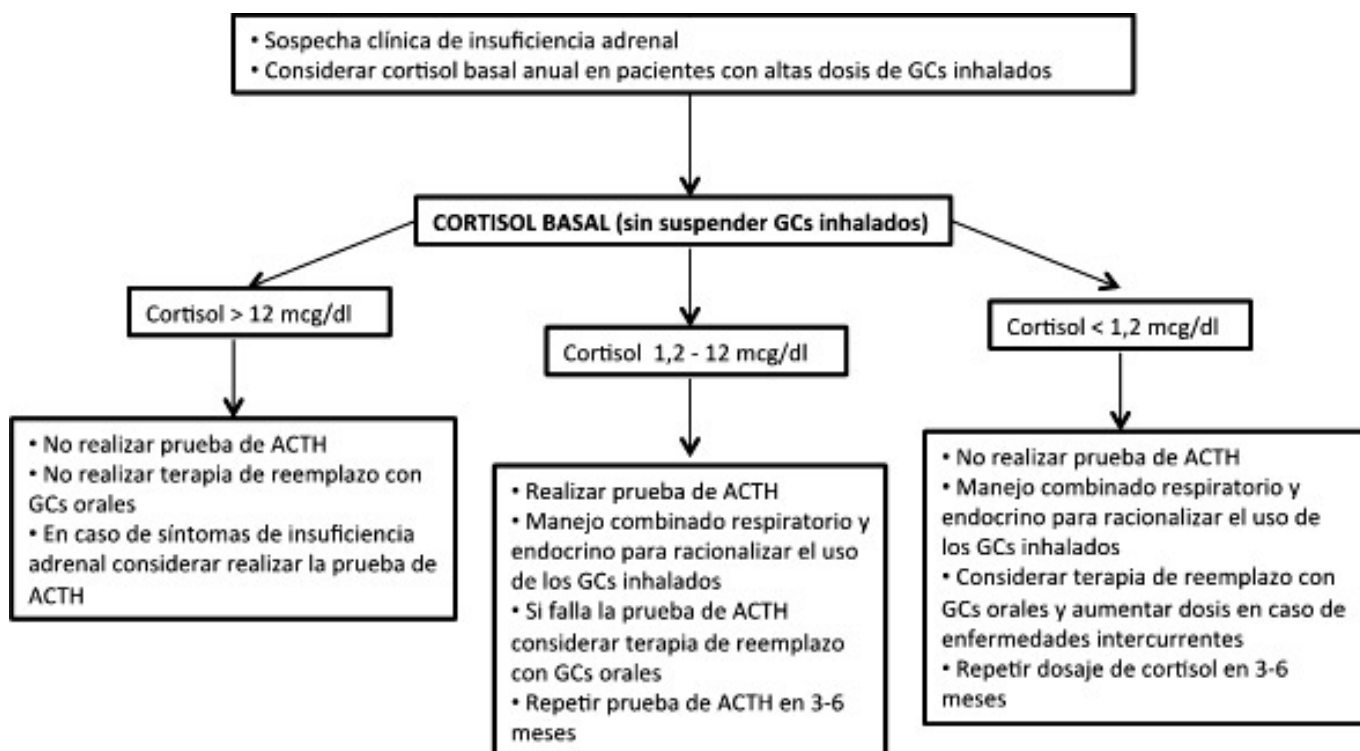 • Sospecha clínica de insuficiencia adrenal
• Considerar cortisol basal anual en pacientes con altas dosis de GCs inhalados
CORTISOL BASAL (sin suspender GCs inhalados)
Cortisol > 12 mcg/dl
Cortisol 1,2 - 12 mcg/dl
Cortisol < 1,2 mcg/dl
• No realizar prueba de ACTH
• No realizar terapia de reemplazo con
GCs orales
• En caso de síntomas de insuficiencia
adrenal considerar realizar la prueba de
ACTH
• Realizar prueba de ACTH
• Manejo combinado respiratorio y
endocrino para racionalizar el uso
de los GCs inhalados
• Si falla la prueba de ACTH
considerar terapia de reemplazo
con GCs orales
• Repetir prueba de ACTH en 3-6
meses
• No realizar prueba de ACTH
• Manejo combinado respiratorio y
endocrino para racionalizar el uso de
los GCs inhalados
• Considerar terapia de reemplazo con
GCs orales y aumentar dosis en caso de
enfermedades intercurrentes
• Repetir dosaje de cortisol en 3-6
meses